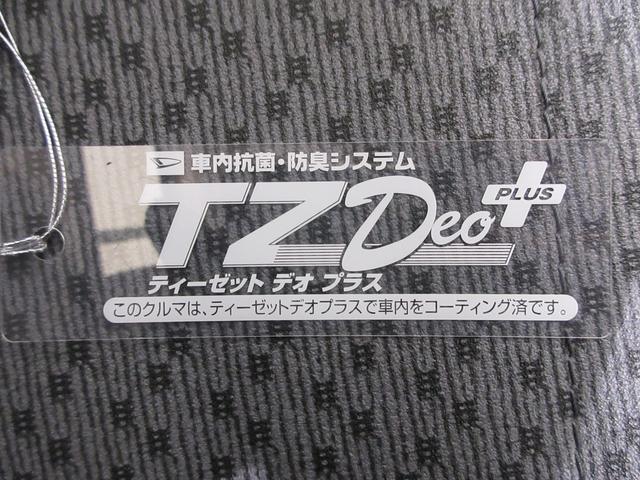 車内抗菌・防臭システム
TZ Deo PLUS
ティーゼット デオ プラス
このクルマは、ティーゼットデオプラスで車内をコーティング済です。